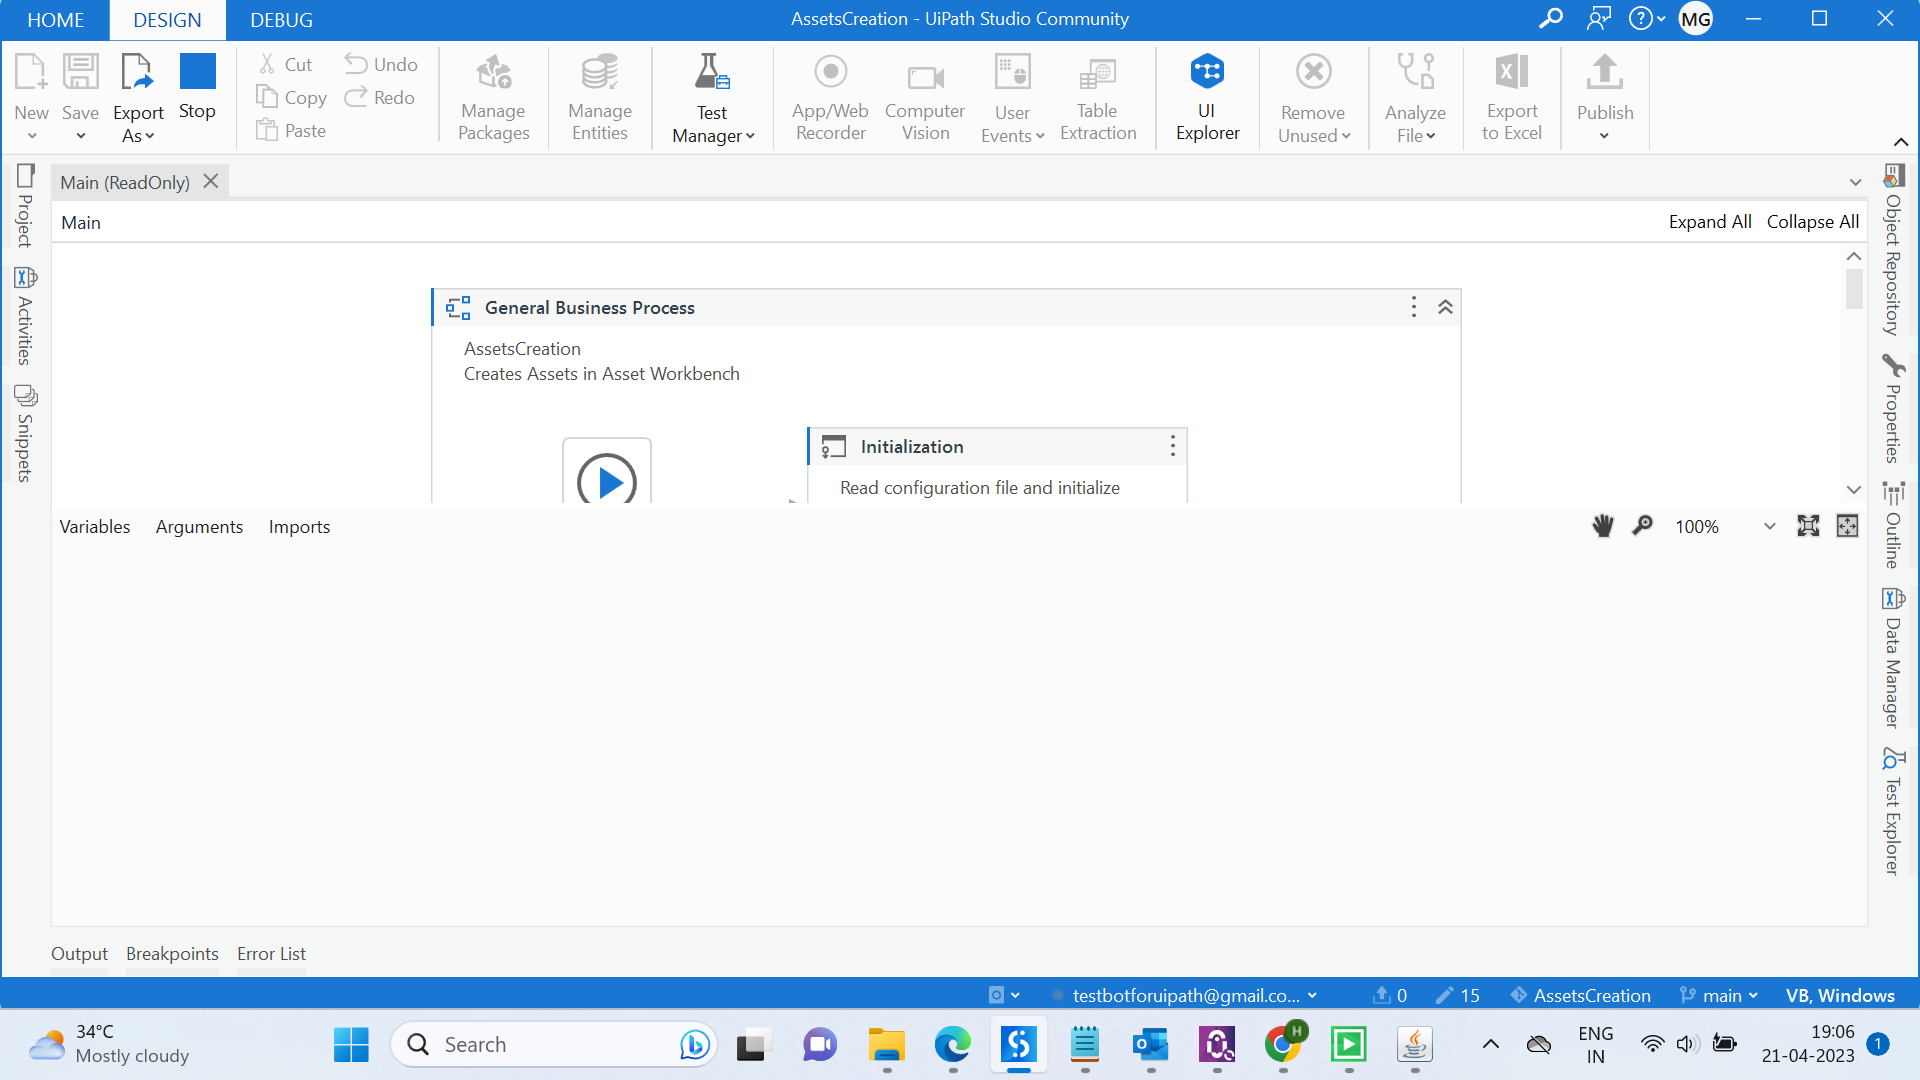 HOME
DESIGN
DEBUG
AssetsCreation - UiPath Studio Community
MG
New
Save
Export
As
Stop
Cut
Copy
Paste
Undo
Redo
Manage
Packages
Manage
Entities
Test
Manager
App/Web
Recorder
Computer
Vision
User
Events
Table
Extraction
UI
Explorer
Remove
Unused
Analyze
File
Export
to Excel
Publish
Main (ReadOnly)
Main
Expand All
Collapse All
Project
Activities
Snippets
General Business Process
AssetsCreation
Creates Assets in Asset Workbench
Initialization
Read configuration file and initialize
Object Repository
Properties
Outline
Data Manager
Test Explorer
Variables
Arguments
Imports
100%
Output
Breakpoints
Error List
testbotforuipath@gmail.co...
0
15
AssetsCreation
main
VB, Windows
34°C
Mostly cloudy
Search
H
ENG
IN
19:06
21-04-2023
1